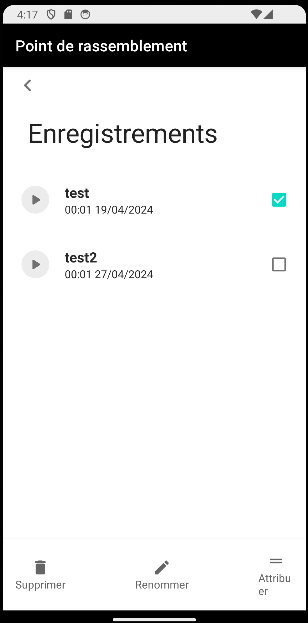 4:17
Point de rassemblement
Enregistrements
test
00:01 19/04/2024
test2
00:01 27/04/2024
Supprimer
Renommer
Attribu
er